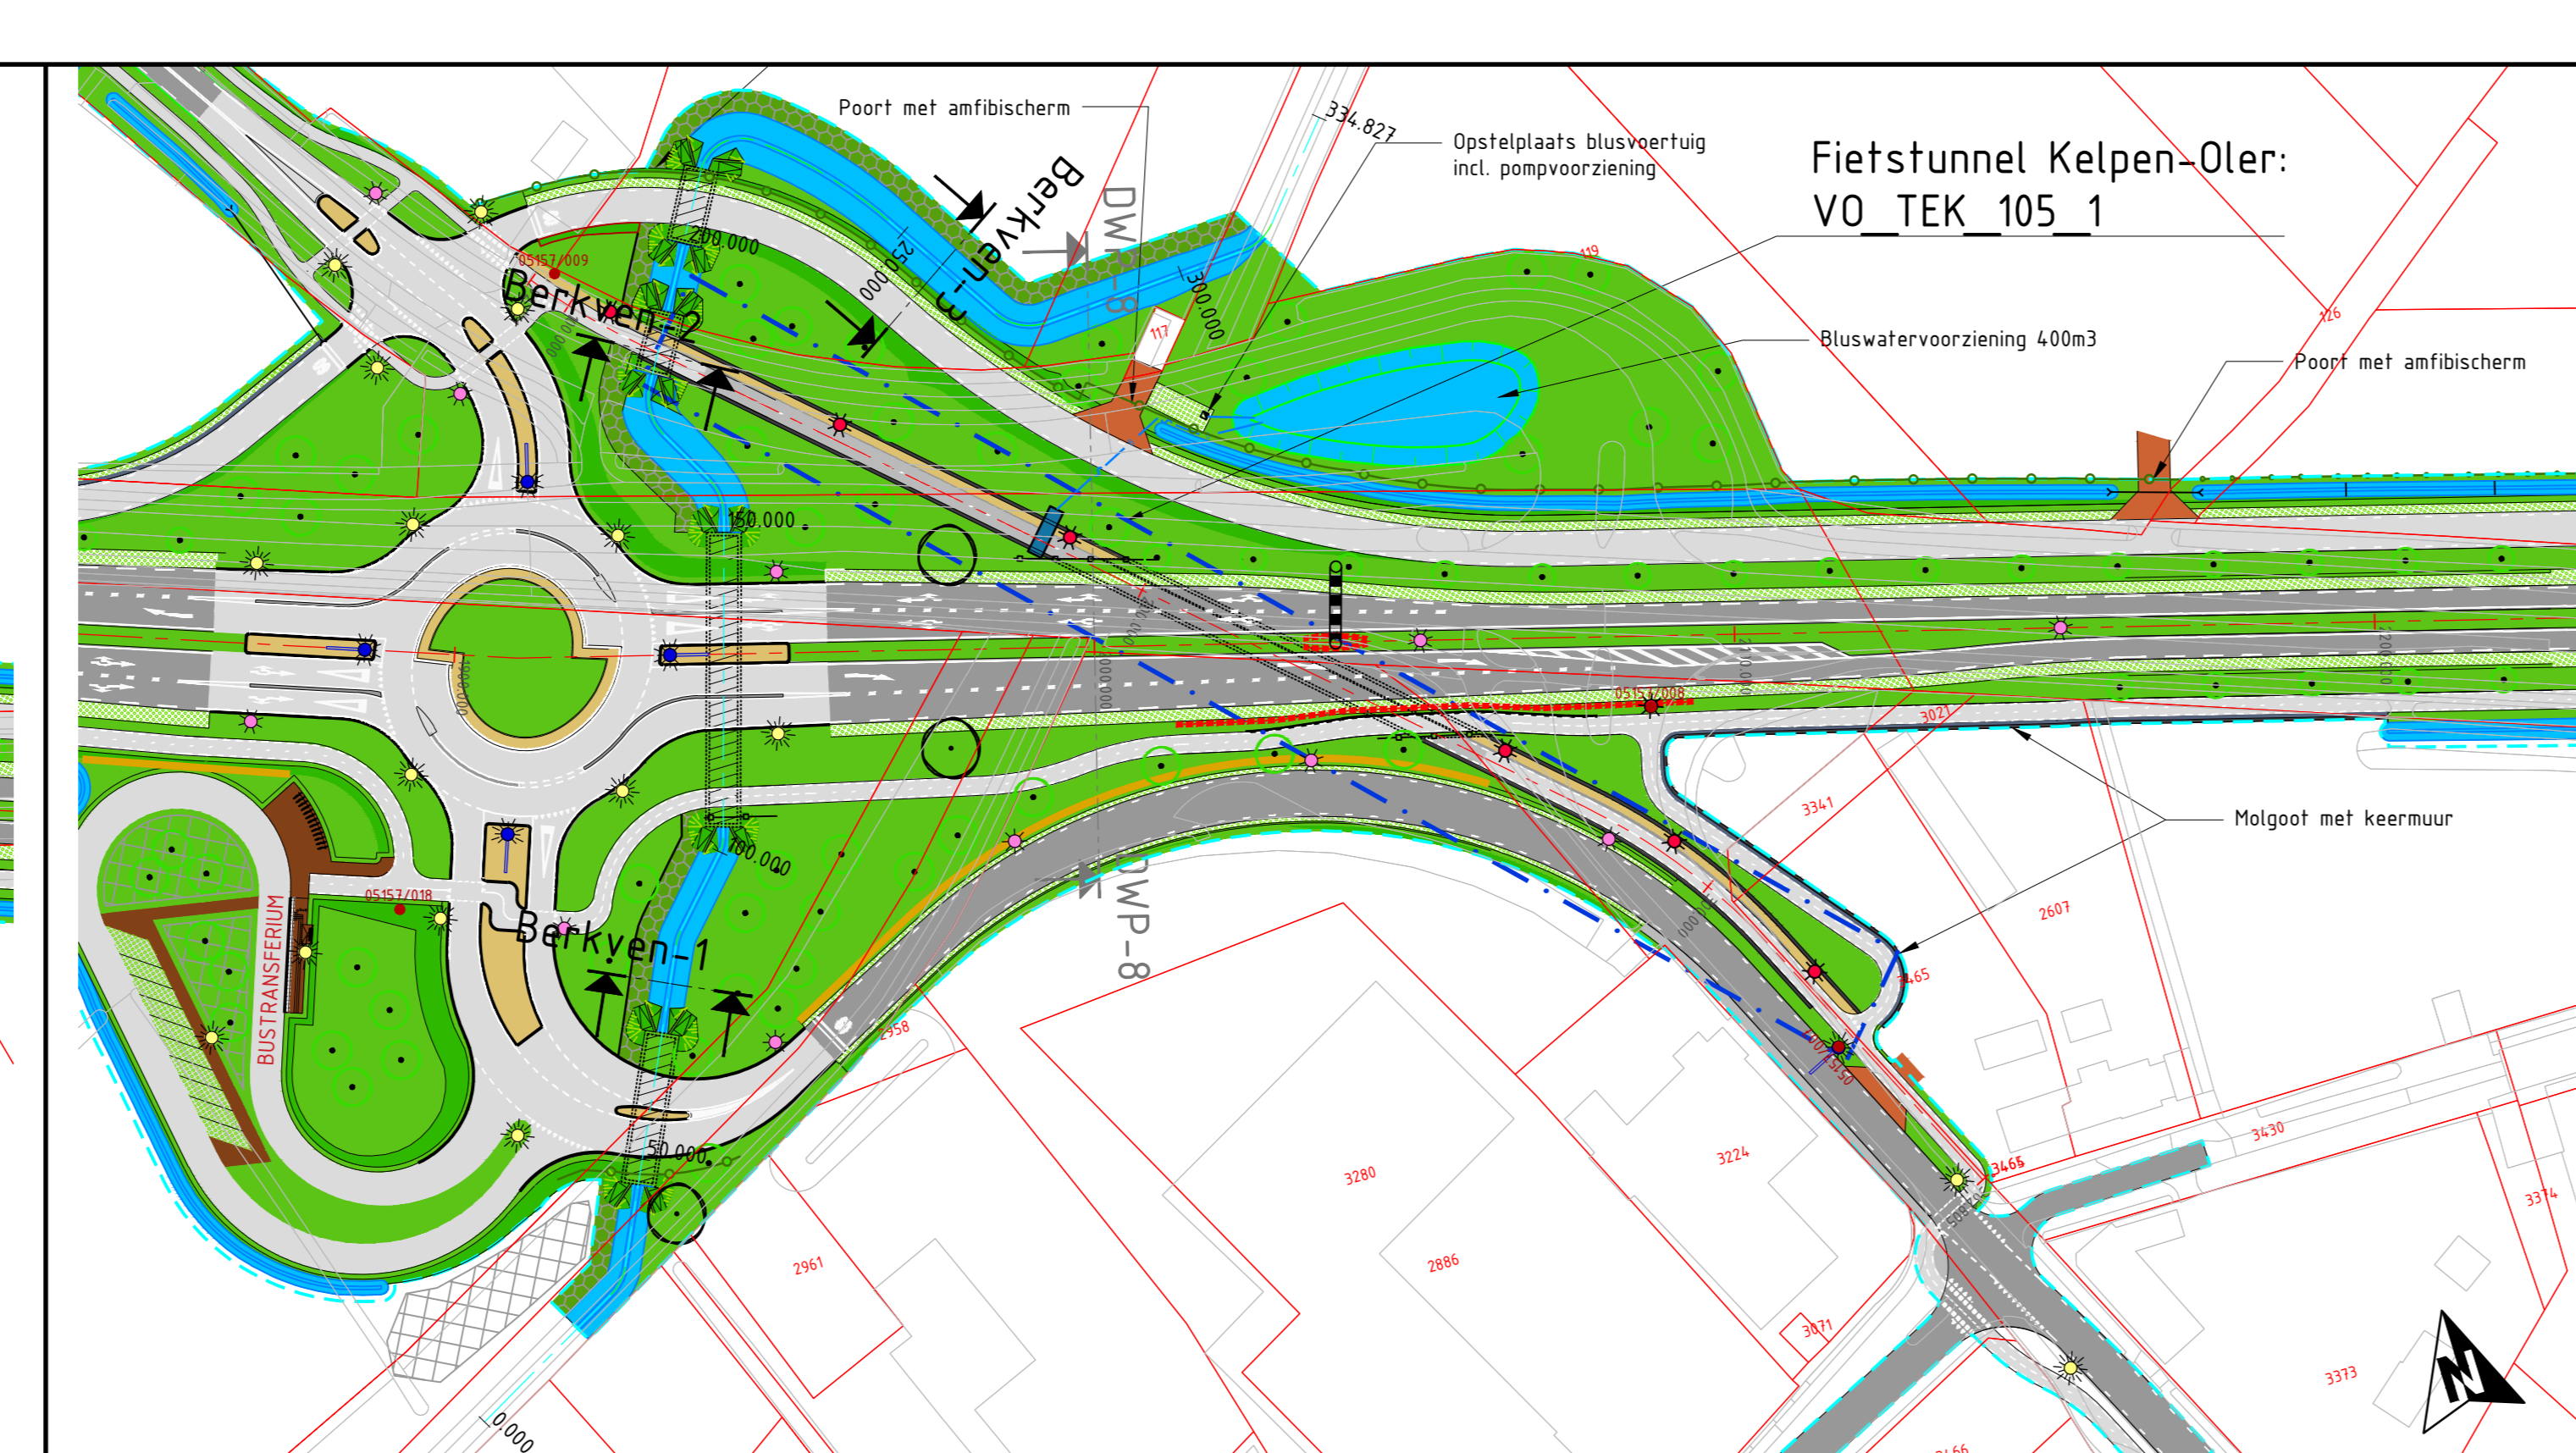 Poort met amfibischerm
334.827
Opstelplaats blusvoertuig
incl. pompvoorziening
Fietstunnel Kelpen-Oler:
VO_TEK_105_1
Berkven-3
DWP-8
200.000
250.000
300.000
119
05157/009
Berkven-2
117
126
Bluswatervoorziening 400m3
Poort met amfibischerm
150.000
05157/008
3021
3341
Molgoot met keermuur
100.000
DWP-8
05157/018
2607
BUSTRANSFERIUM
Berkven-1
3465
2958
50.000
3430
3465
3224
3280
3374
2961
2886
3071
3373
0.000
N